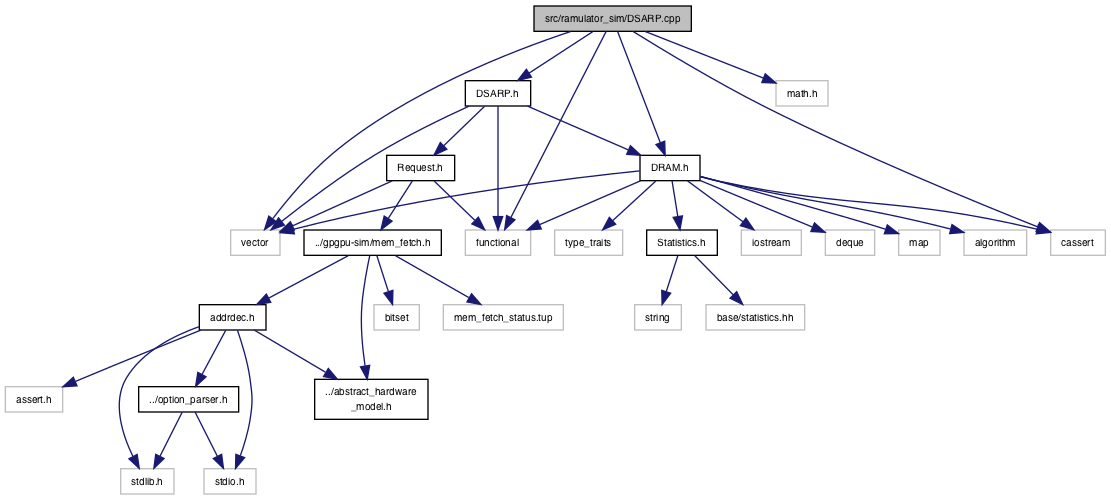 src/ramulator_sim/DSARP.cpp
DSARP.h
math.h
Request.h
DRAM.h
vector
../gpgpu-sim/mem_fetch.h
functional
type_traits
Statistics.h
iostream
deque
map
algorithm
cassert
addrdec.h
bitset
mem_fetch_status.tup
string
base/statistics.hh
assert.h
../option_parser.h
../abstract_hardware
_model.h
stdlib.h
stdio.h